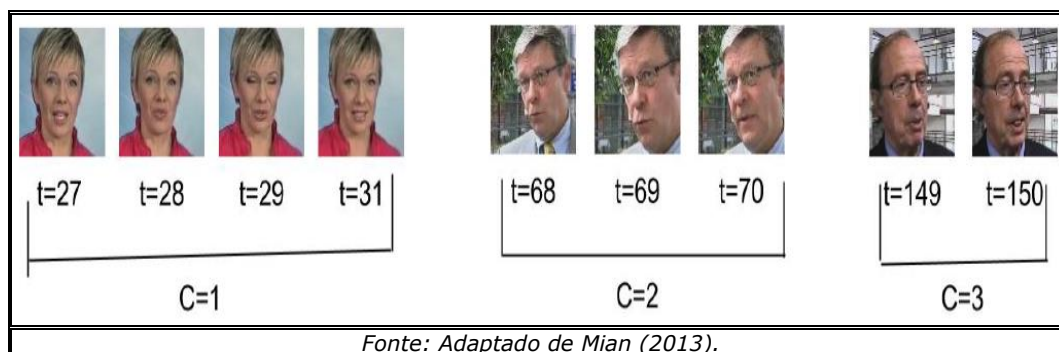 t=27 t=28 t=29 t=31 t=68 t=69 t=70 t=149 t=150
C=1 C=2 C=3
Fonte: Adaptado de Mian (2013).